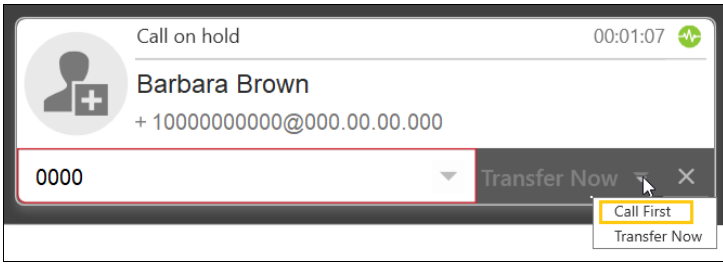 Call on hold 00:01:07
Barbara Brown
+ 10000000000@000.00.00.000
0000 Transfer Now
Call First
Transfer Now